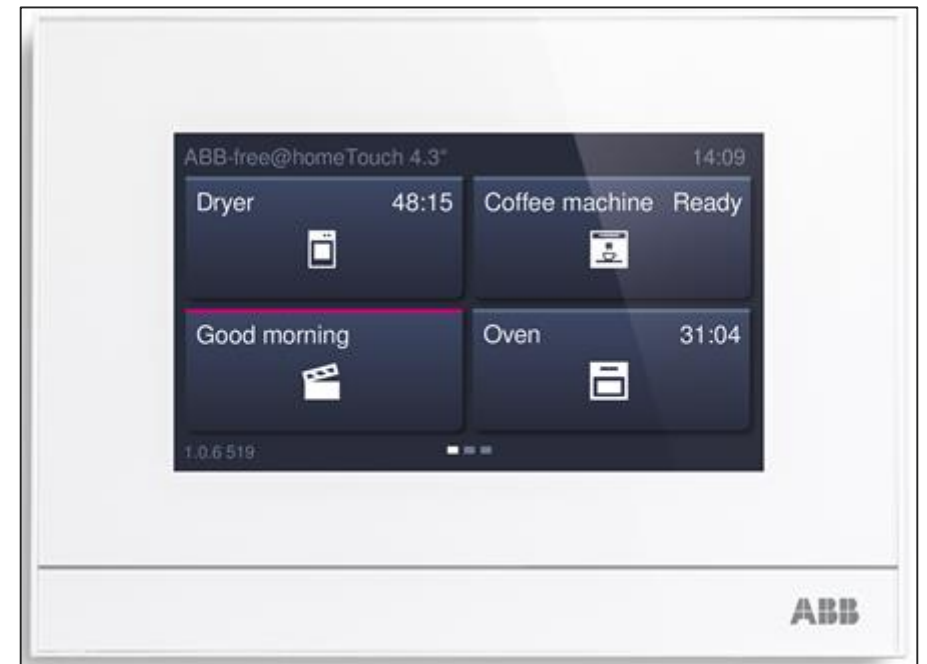 ABB-free@homeTouch 4.3" 14:09
Dryer 48:15
Coffee machine Ready
Good morning
Oven 31:04
1.0.6 519
ABB